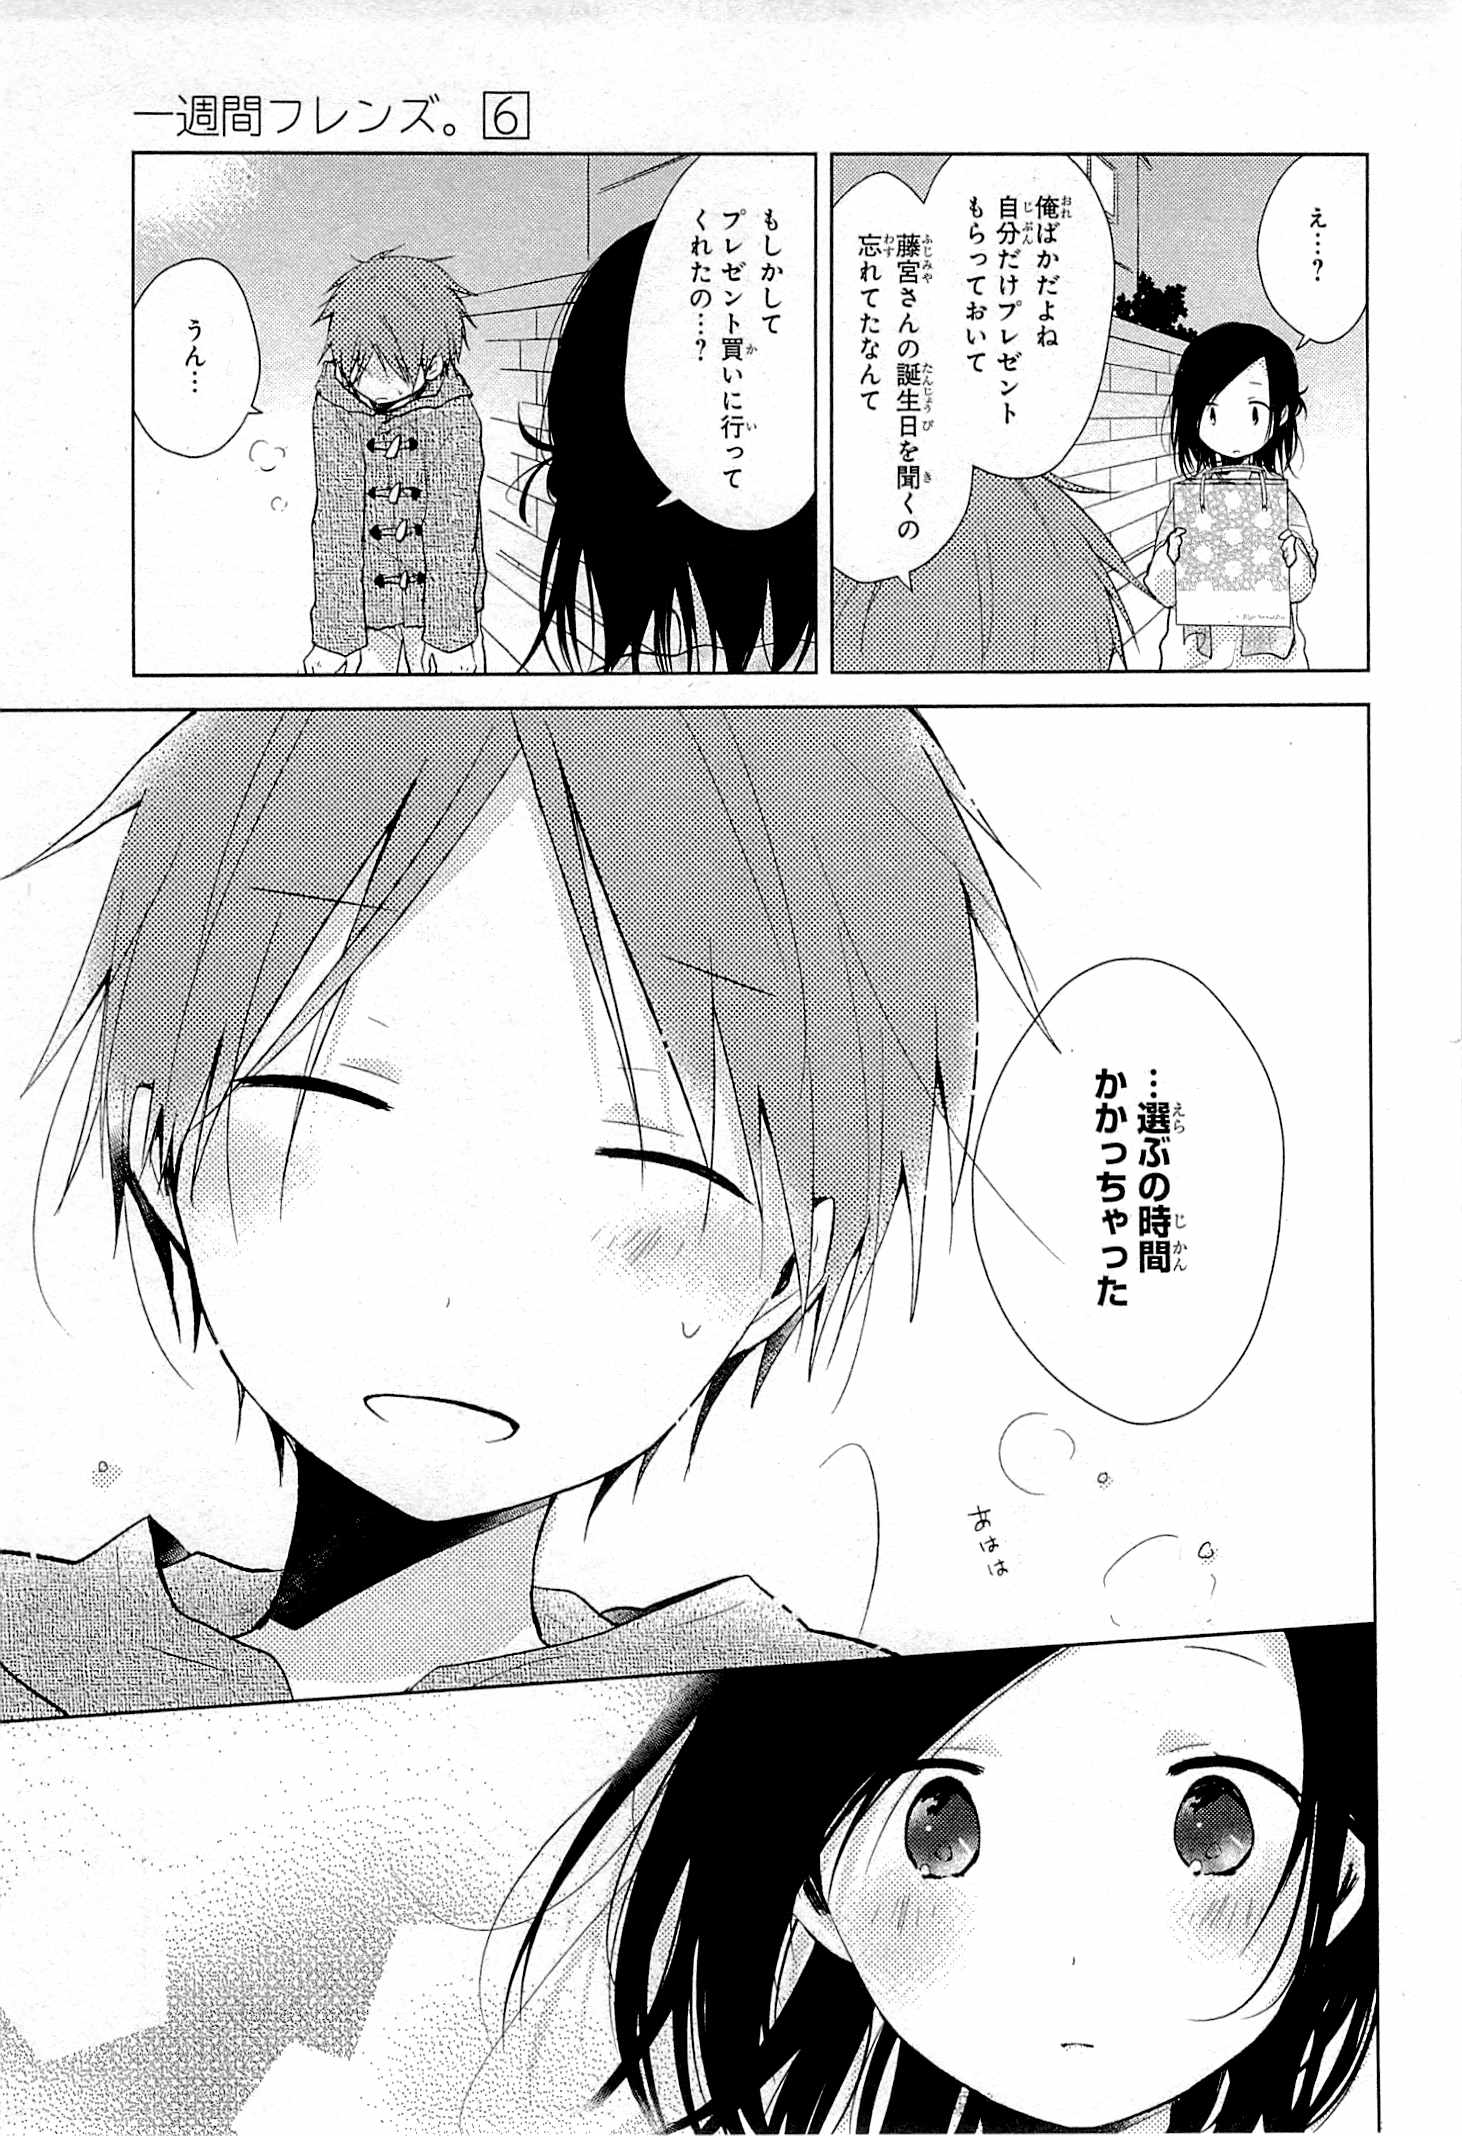 一週間フレンズ。6
え…?
俺ばかだよね
自分だけプレゼント
もらっておいて
藤宮さんの誕生日を聞くの
忘れてたなんて
もしかして
プレゼント買いに行って
くれたの…?
うん…
…選ぶの時間
かかっちゃった
あはは